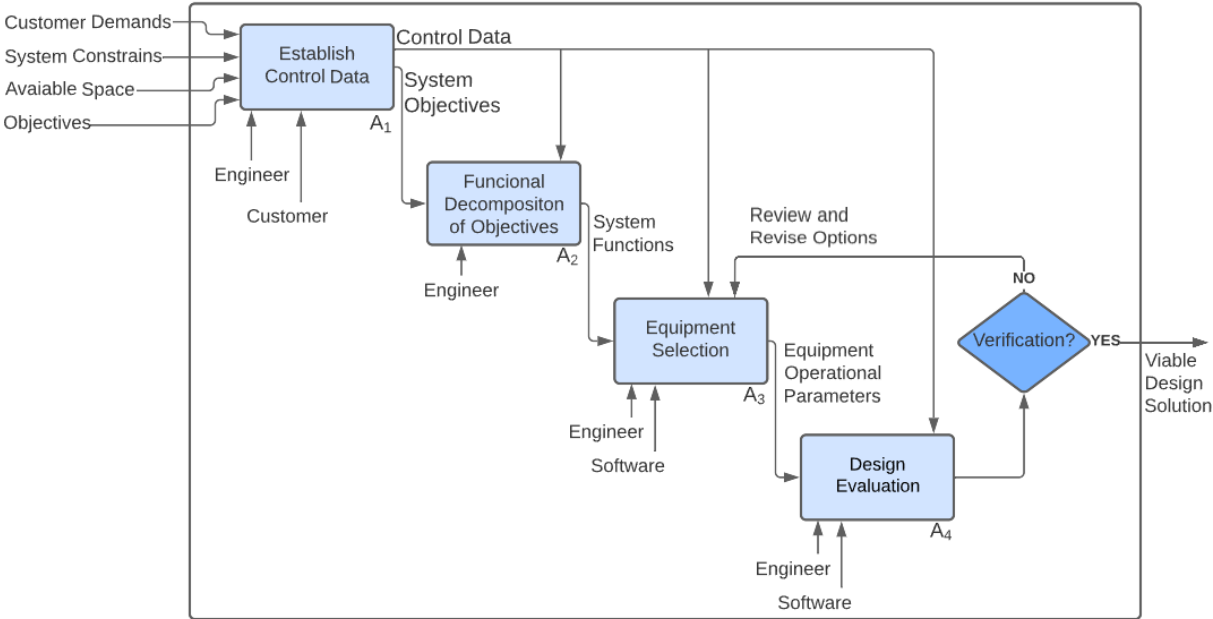 Customer Demands
System Constrains
Avaiable Space
Objectives
Establish
Control Data
A1
Control Data
System
Objectives
Engineer
Customer
Funcional
Decompositon
of Objectives
A2
System
Functions
Engineer
Review and
Revise Options
Equipment
Selection
A3
Equipment
Operational
Parameters
Engineer
Software
NO
Verification?
YES
Viable
Design
Solution
Design
Evaluation
A4
Engineer
Software